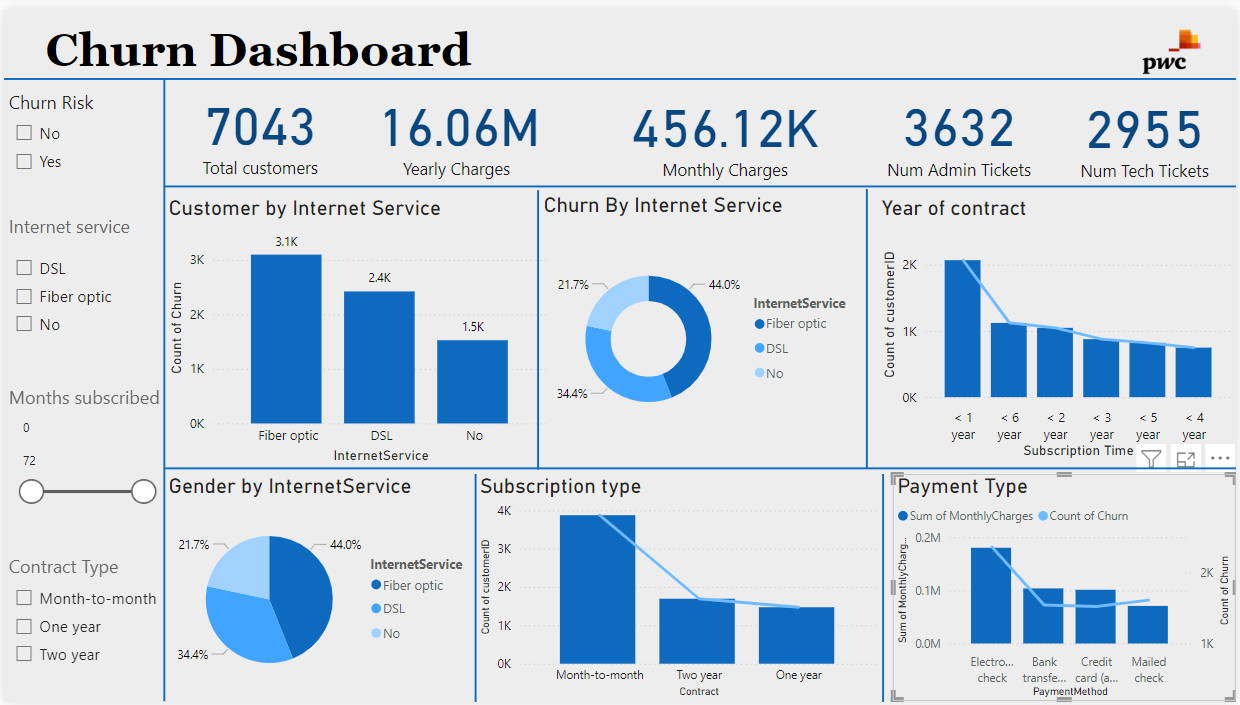 Churn Dashboard
pwc
Churn Risk
No
Yes
Internet service
DSL
Fiber optic
No
Months subscribed
0
72
Contract Type
Month-to-month
One year
Two year
7043
Total customers
16.06M
Yearly Charges
456.12K
Monthly Charges
3632
Num Admin Tickets
2955
Num Tech Tickets
Customer by Internet Service
Count of Churn
3K
2K
1K
0K
3.1K
2.4K
1.5K
Fiber optic
DSL
No
InternetService
Churn By Internet Service
21.7%
44.0%
34.4%
InternetService
Fiber optic
DSL
No
Year of contract
Count of customerID
2K
1K
0K
< 1
year
< 6
year
< 2
year
< 3
year
< 5
year
< 4
year
Subscription Time
Gender by InternetService
21.7%
44.0%
34.4%
InternetService
Fiber optic
DSL
No
Subscription type
Count of customerID
4K
3K
2K
1K
0K
Month-to-month
Two year
One year
Contract
Payment Type
Sum of MonthlyCharges
Count of Churn
Sum of MonthlyCharg...
0.2M
0.1M
0.0M
Count of Churn
2K
1K
Electro...
check
Bank
transfe...
Credit
card (a...
Mailed
check
PaymentMethod